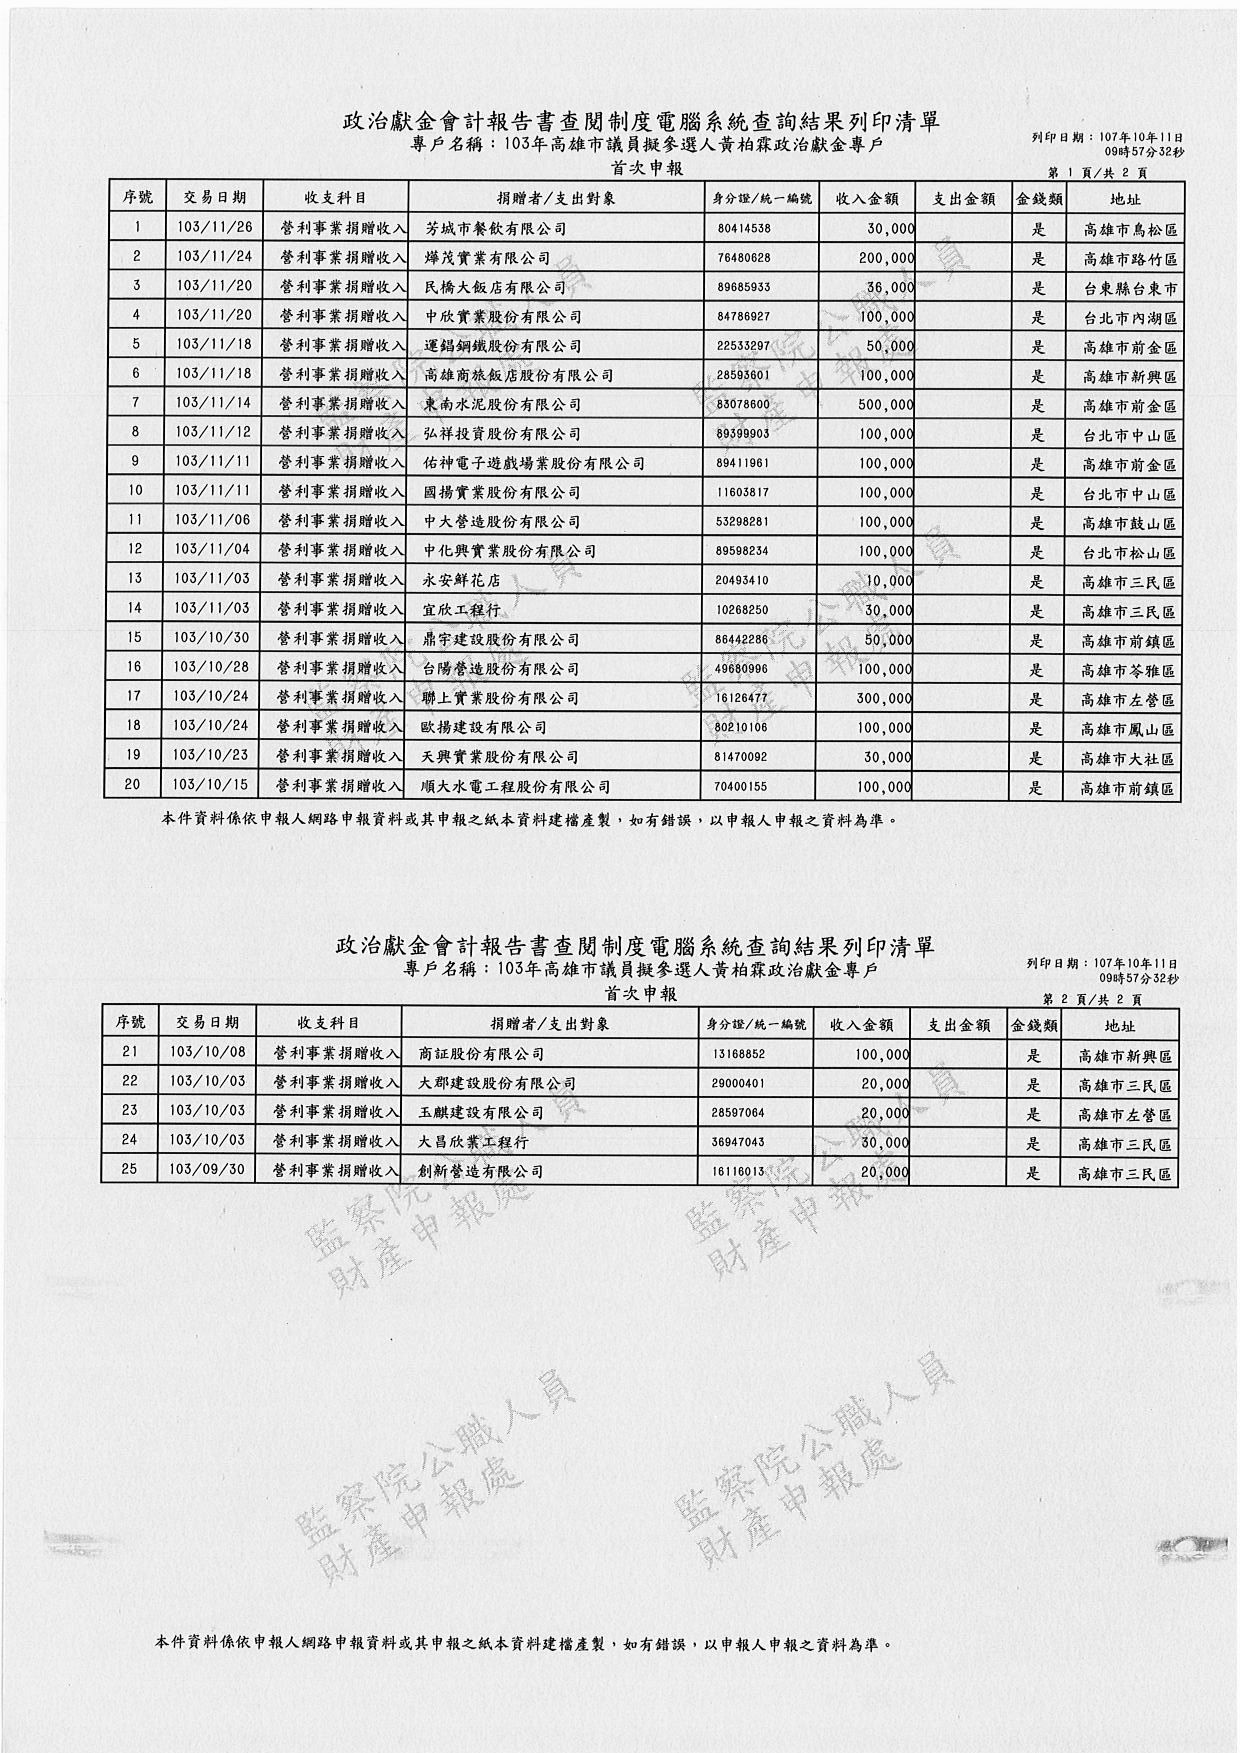 政治獻金會計報告書查閱制度電腦系統查詢結果列印清單
專戶名稱：103年高雄市議員擬參選人黃柏霖政治獻金專戶
列印日期：107年10年11日
09時57分32秒
首次申報
第 1 頁/共 2 頁
序號 交易日期 收支科目 捐贈者/支出對象 身分證/統一編號 收入金額 支出金額 金錢類 地址
1 103/11/26 營利事業捐贈收入 芳城市餐飲有限公司 80414538 30,000 是 高雄市鳥松區
2 103/11/24 營利事業捐贈收入 燁茂實業有限公司 76480628 200,000 是 高雄市路竹區
3 103/11/20 營利事業捐贈收入 民橋大飯店有限公司 89685933 36,000 是 台東縣台東市
4 103/11/20 營利事業捐贈收入 中欣實業股份有限公司 84786927 100,000 是 台北市內湖區
5 103/11/18 營利事業捐贈收入 運錩鋼鐵股份有限公司 22533297 50,000 是 高雄市前金區
6 103/11/18 營利事業捐贈收入 高雄商旅飯店股份有限公司 28593601 100,000 是 高雄市新興區
7 103/11/14 營利事業捐贈收入 東南水泥股份有限公司 83078600 500,000 是 高雄市前金區
8 103/11/12 營利事業捐贈收入 弘祥投資股份有限公司 89399903 100,000 是 台北市中山區
9 103/11/11 營利事業捐贈收入 佑神電子遊戲場業股份有限公司 89411961 100,000 是 高雄市前金區
10 103/11/11 營利事業捐贈收入 國揚實業股份有限公司 11603817 100,000 是 台北市中山區
11 103/11/06 營利事業捐贈收入 中大營造股份有限公司 53298281 100,000 是 高雄市鼓山區
12 103/11/04 營利事業捐贈收入 中化興實業股份有限公司 89598234 100,000 是 台北市松山區
13 103/11/03 營利事業捐贈收入 永安鮮花店 20493410 10,000 是 高雄市三民區
14 103/11/03 營利事業捐贈收入 宜欣工程行 10268250 30,000 是 高雄市三民區
15 103/10/30 營利事業捐贈收入 鼎宇建設股份有限公司 86442286 50,000 是 高雄市前鎮區
16 103/10/28 營利事業捐贈收入 台陽營造股份有限公司 49680996 100,000 是 高雄市苓雅區
17 103/10/24 營利事業捐贈收入 聯上實業股份有限公司 16126477 300,000 是 高雄市左營區
18 103/10/24 營利事業捐贈收入 歐揚建設有限公司 80210106 100,000 是 高雄市鳳山區
19 103/10/23 營利事業捐贈收入 天興實業股份有限公司 81470092 30,000 是 高雄市大社區
20 103/10/15 營利事業捐贈收入 順大水電工程股份有限公司 70400155 100,000 是 高雄市前鎮區
本件資料係依申報人網路申報資料或其申報之紙本資料建檔產製，如有錯誤，以申報人申報之資料為準。
政治獻金會計報告書查閱制度電腦系統查詢結果列印清單
專戶名稱：103年高雄市議員擬參選人黃柏霖政治獻金專戶
列印日期：107年10年11日
09時57分32秒
首次申報
第 2 頁/共 2 頁
序號 交易日期 收支科目 捐贈者/支出對象 身分證/統一編號 收入金額 支出金額 金錢類 地址
21 103/10/08 營利事業捐贈收入 商証股份有限公司 13168852 100,000 是 高雄市新興區
22 103/10/03 營利事業捐贈收入 大郡建設股份有限公司 29000401 20,000 是 高雄市三民區
23 103/10/03 營利事業捐贈收入 玉麒建設有限公司 28597064 20,000 是 高雄市左營區
24 103/10/03 營利事業捐贈收入 大昌欣業工程行 36947043 30,000 是 高雄市三民區
25 103/09/30 營利事業捐贈收入 創新營造有限公司 16116013 20,000 是 高雄市三民區
監察院公職人員
財產申報處
監察院公職人員
財產申報處
本件資料係依申報人網路申報資料或其申報之紙本資料建檔產製，如有錯誤，以申報人申報之資料為準。